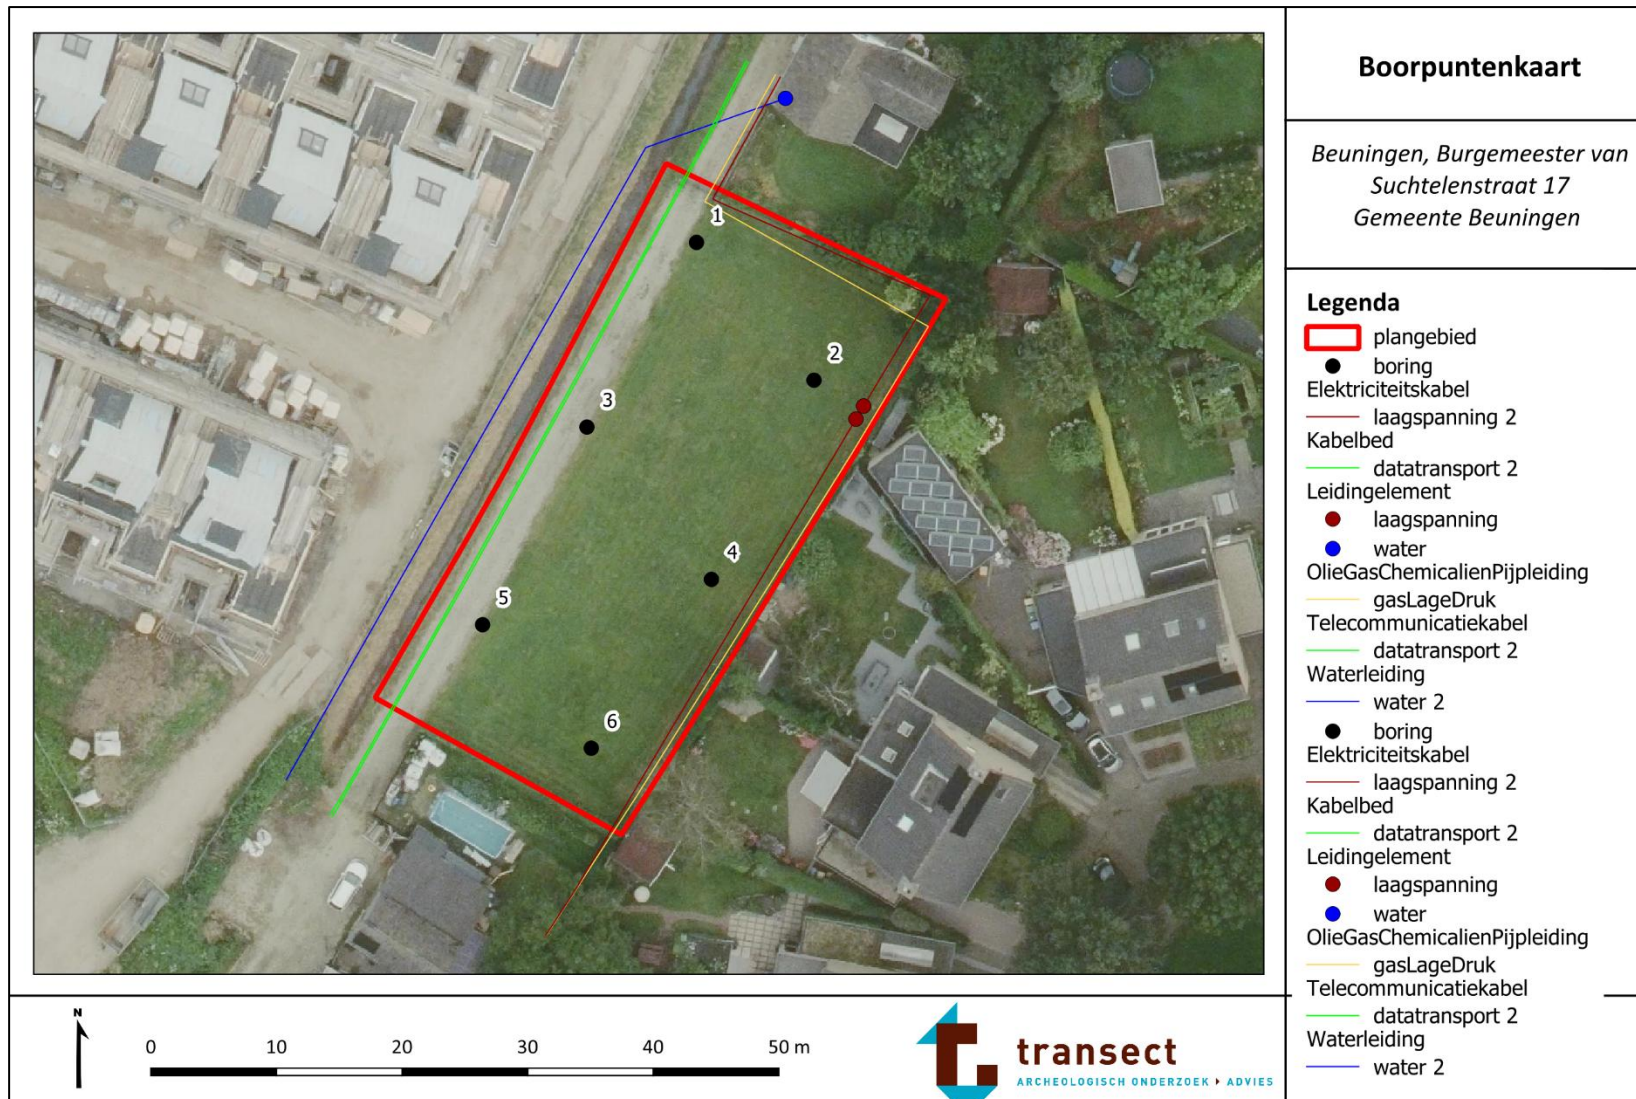 Boorpuntenkaart
Beuningen, Burgemeester van
Suchtelenstraat 17
Gemeente Beuningen
Legenda
plangebied
boring
Elektriciteitskabel
laagspanning 2
Kabelbed
datatransport 2
Leidingelement
laagspanning
water
OlieGasChemicalienPijpleiding
gasLageDruk
Telecommunicatiekabel
datatransport 2
Waterleiding
water 2
boring
Elektriciteitskabel
laagspanning 2
Kabelbed
datatransport 2
Leidingelement
laagspanning
water
OlieGasChemicalienPijpleiding
gasLageDruk
Telecommunicatiekabel
datatransport 2
Waterleiding
water 2
1
2
3
4
5
6
N
0 10 20 30 40 50 m
t.
transect
ARCHEOLOGISCH ONDERZOEK ADVIES